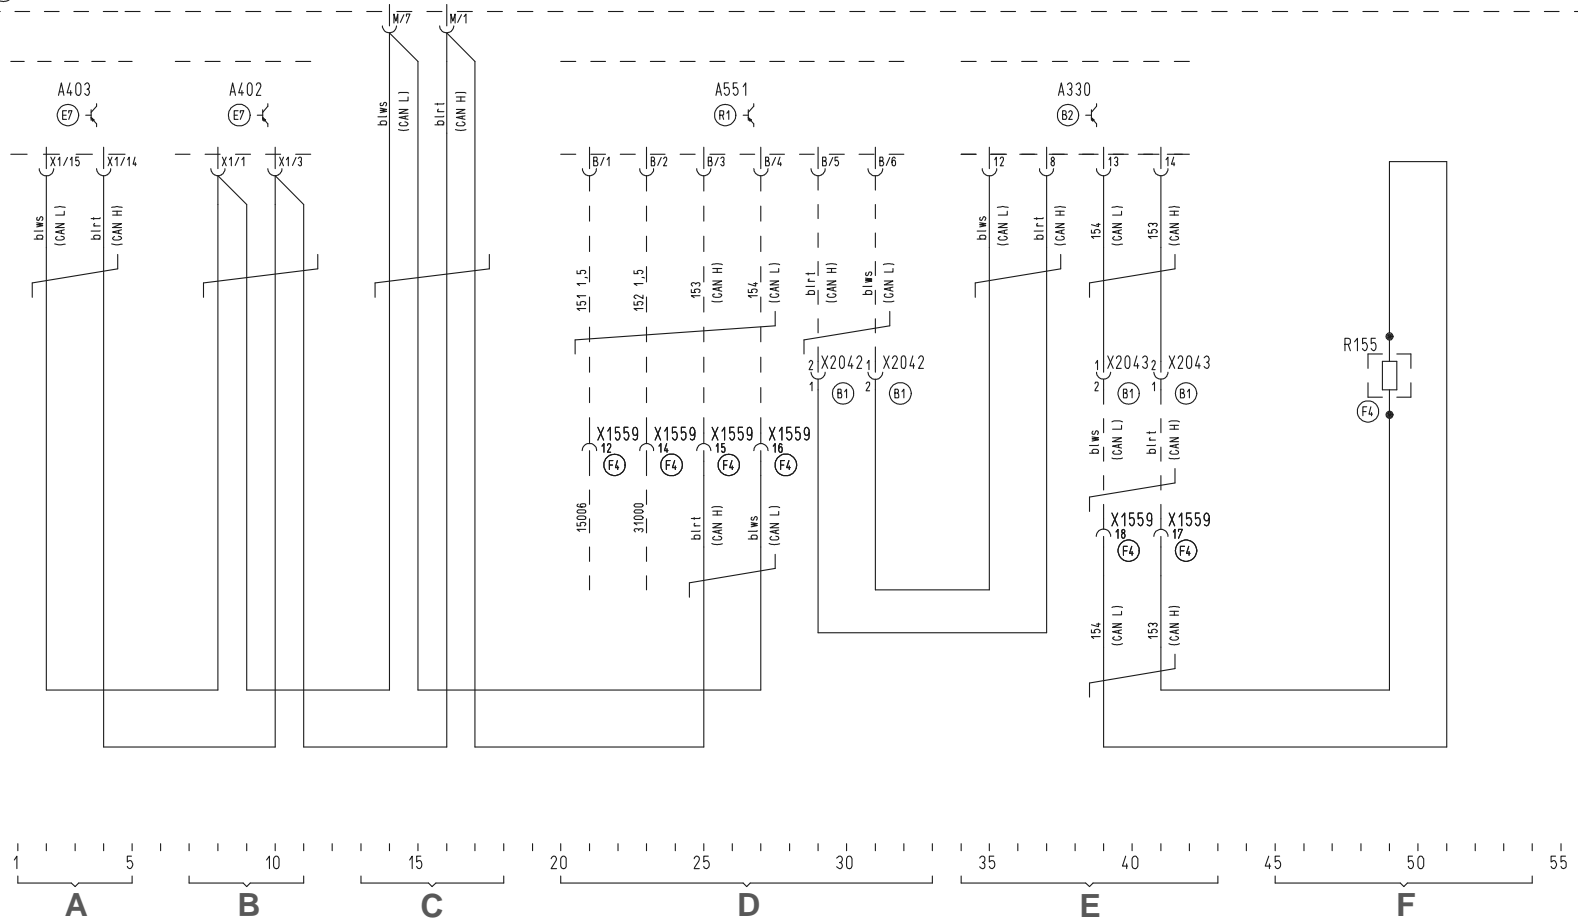 M/7 M/1
A403 A402 A551 A330
E7 E7 R1 B2
blws (CAN L) blrt (CAN H)
X1/15 X1/14 X1/1 X1/3 B/1 B/2 B/3 B/4 B/5 B/6 12 8 13 14
blws (CAN L) blrt (CAN H) blws (CAN L) blrt (CAN H) 154 (CAN L) 153 (CAN H)
151 1,5 152 1,5 153 (CAN H) 154 (CAN L) blrt (CAN H) blws (CAN L)
R155
2 X2042 1 X2042 1 X2043 2 X2043
1 B1 2 B1 2 B1 1 B1
F4
X1559 X1559 X1559 X1559
12 14 15 16
F4 F4 F4 F4
blws (CAN L) blrt (CAN H)
15006 31000 blrt (CAN H) blws (CAN L)
X1559 X1559
18 17
F4 F4
154 (CAN L) 153 (CAN H)
1 5 10 15 20 25 30 35 40 45 50 55
A B C D E F